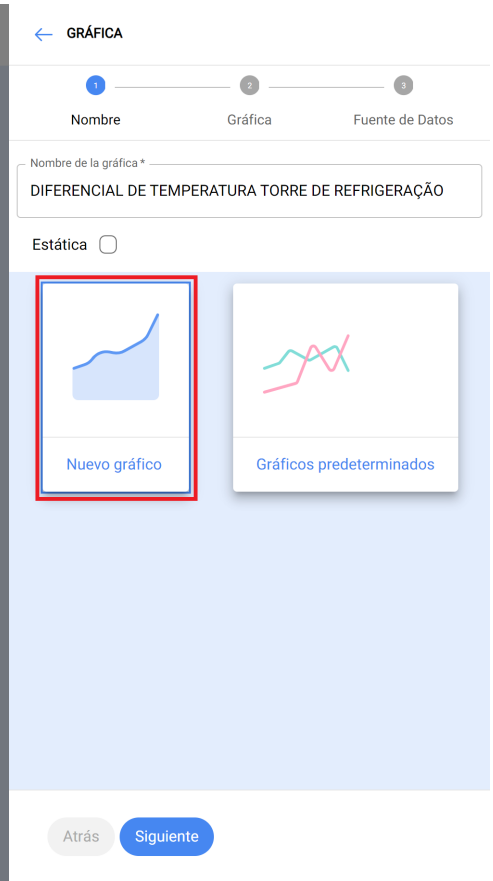 GRÁFICA
1 2 3
Nombre Gráfica Fuente de Datos
Nombre de la gráfica *
DIFERENCIAL DE TEMPERATURA TORRE DE REFRIGERAÇÃO
Estática
Nuevo gráfico Gráficos predeterminados
Atrás Siguiente